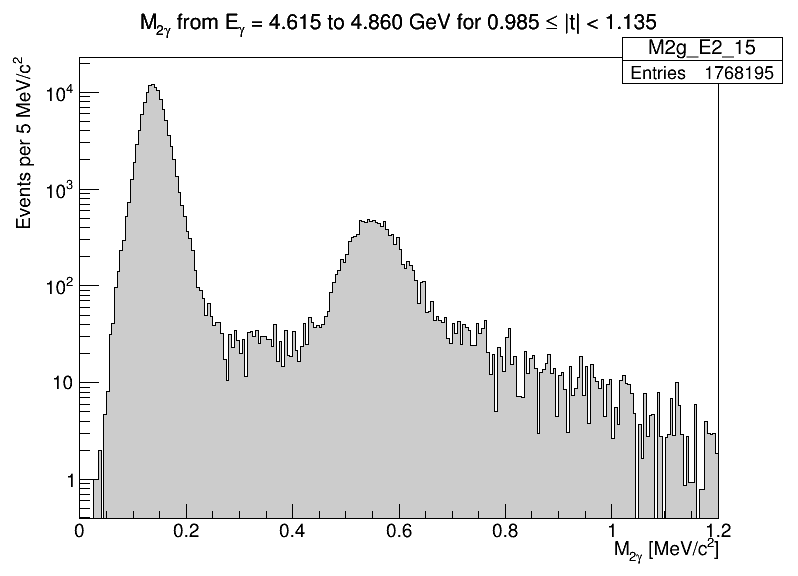 M2γ from Eγ = 4.615 to 4.860 GeV for 0.985 ≤ |t| < 1.135
M2g_E2_15
Entries 1768195
Events per 5 MeV/c²
10⁴
10³
10²
10
1
0 0.2 0.4 0.6 0.8 1 1.2
M2γ [MeV/c²]